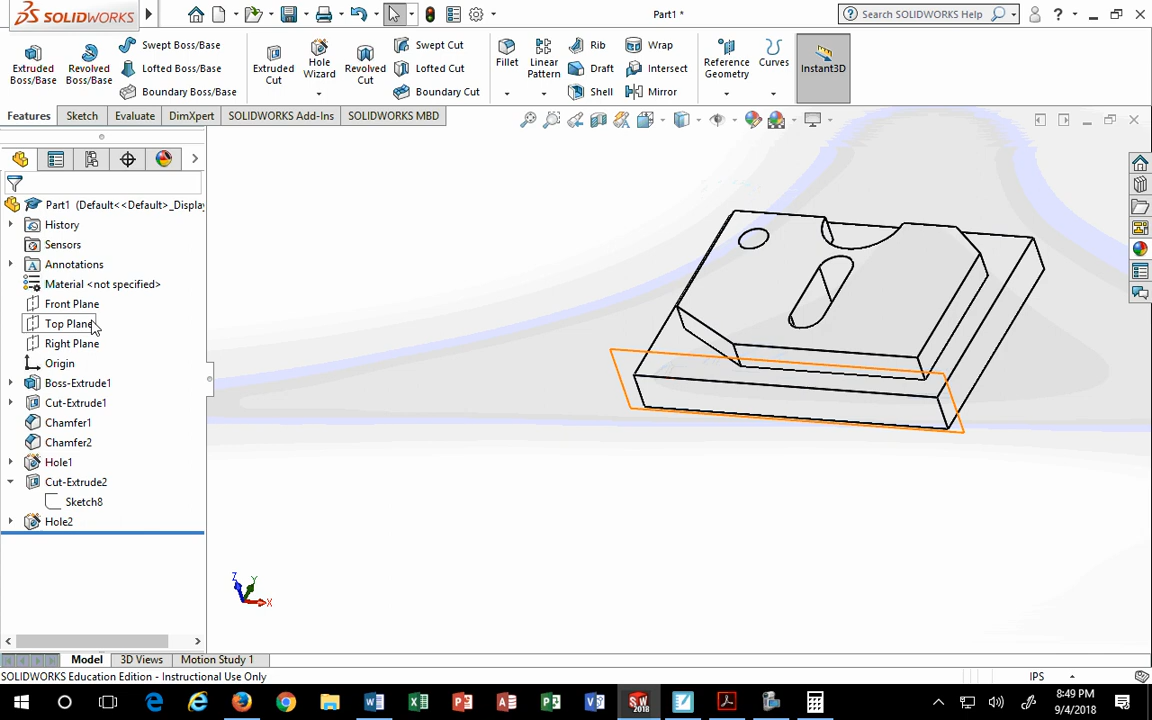 SOLIDWORKS
Part1 *
Search SOLIDWORKS Help
Extruded Boss/Base
Revolved Boss/Base
Swept Boss/Base
Lofted Boss/Base
Boundary Boss/Base
Extruded Cut
Hole Wizard
Revolved Cut
Swept Cut
Lofted Cut
Boundary Cut
Fillet
Linear Pattern
Rib
Draft
Shell
Wrap
Intersect
Mirror
Reference Geometry
Curves
Instant3D
Features
Sketch
Evaluate
DimXpert
SOLIDWORKS Add-Ins
SOLIDWORKS MBD
Part1 (Default<<Default>_Display
History
Sensors
Annotations
Material <not specified>
Front Plane
Top Plane
Right Plane
Origin
Boss-Extrude1
Cut-Extrude1
Chamfer1
Chamfer2
Hole1
Cut-Extrude2
Sketch8
Hole2
Z
Y
X
Model
3D Views
Motion Study 1
SOLIDWORKS Education Edition - Instructional Use Only
IPS
8:49 PM
9/4/2018